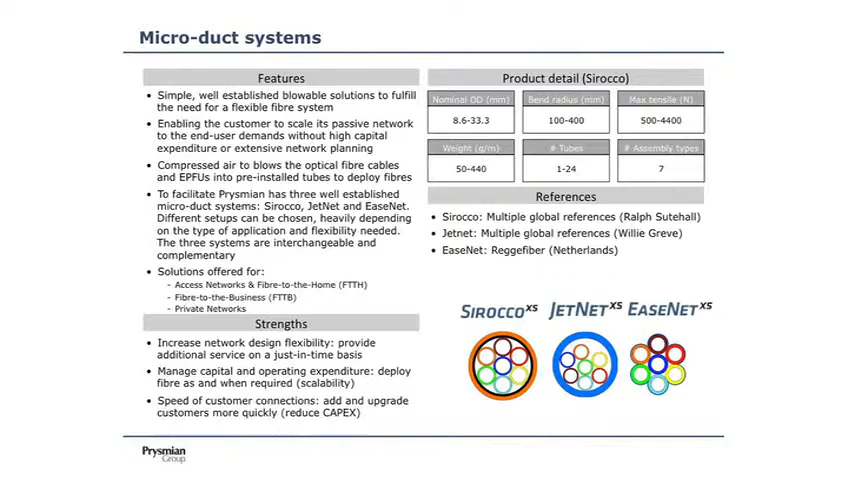 Micro-duct systems
Features
• Simple, well established blowable solutions to fulfill
the need for a flexible fibre system
• Enabling the customer to scale its passive network
to the end-user demands without high capital
expenditure or extensive network planning
• Compressed air to blows the optical fibre cables
and EPFUs into pre-installed tubes to deploy fibres
• To facilitate Prysmian has three well established
micro-duct systems: Sirocco, JetNet and EaseNet.
Different setups can be chosen, heavily depending
on the type of application and flexibility needed.
The three systems are interchangeable and
complementary
• Solutions offered for:
- Access Networks & Fibre-to-the-Home (FTTH)
- Fibre-to-the-Business (FTTB)
- Private Networks
Strengths
• Increase network design flexibility: provide
additional service on a just-in-time basis
• Manage capital and operating expenditure: deploy
fibre as and when required (scalability)
• Speed of customer connections: add and upgrade
customers more quickly (reduce CAPEX)
Product detail (Sirocco)
Nominal OD (mm) Bend radius (mm) Max tensile (N)
8.6-33.3 100-400 500-4400
Weight (g/m) # Tubes # Assembly types
50-440 1-24 7
References
• Sirocco: Multiple global references (Ralph Sutehall)
• Jetnet: Multiple global references (Willie Greve)
• EaseNet: Reggefiber (Netherlands)
SIROCCOXS JETNETXS EASENETXS
Prysmian
Group